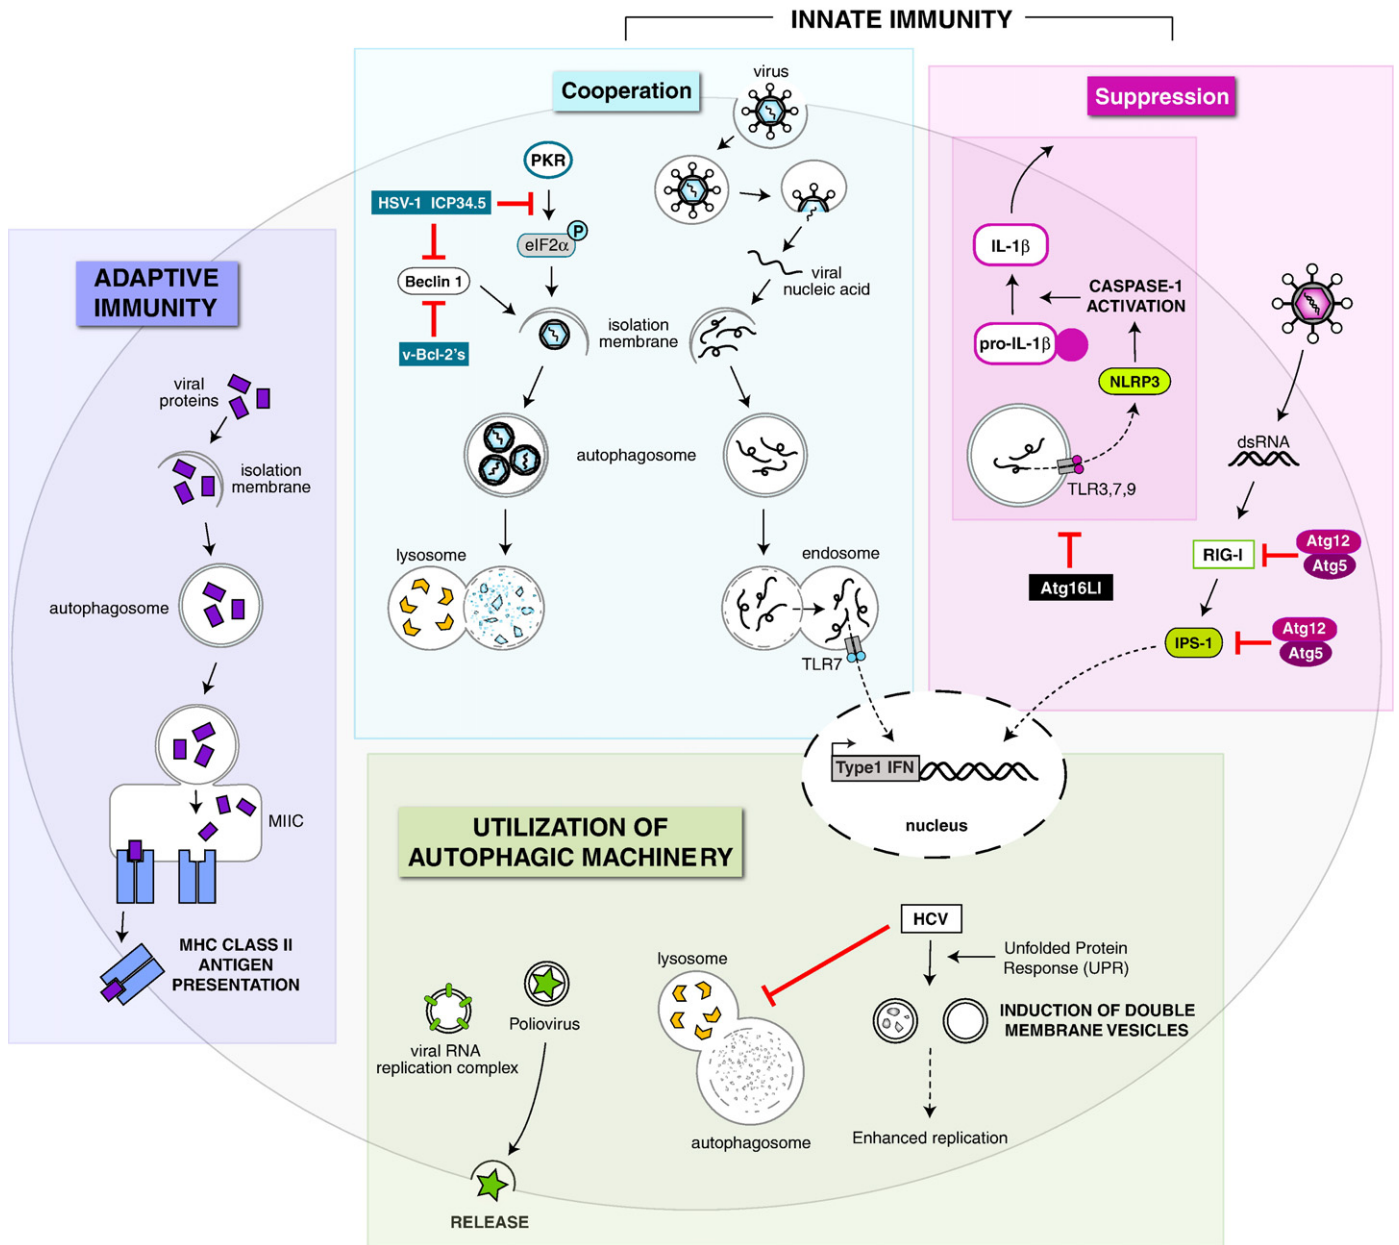 INNATE IMMUNITY
Cooperation
virus
PKR
HSV-1 ICP34.5
P
eIF2α
Beclin 1
v-Bcl-2's
viral
nucleic acid
isolation
membrane
autophagosome
lysosome
endosome
TLR7
Suppression
IL-1β
CASPASE-1
ACTIVATION
pro-IL-1β
NLRP3
TLR3,7,9
Atg16LI
dsRNA
RIG-I
Atg12
Atg5
IPS-1
Atg12
Atg5
Type1 IFN
nucleus
ADAPTIVE
IMMUNITY
viral
proteins
isolation
membrane
autophagosome
MIIC
MHC CLASS II
ANTIGEN
PRESENTATION
UTILIZATION OF
AUTOPHAGIC MACHINERY
viral RNA
replication complex
Poliovirus
RELEASE
lysosome
autophagosome
HCV
Unfolded Protein
Response (UPR)
INDUCTION OF DOUBLE
MEMBRANE VESICLES
Enhanced replication